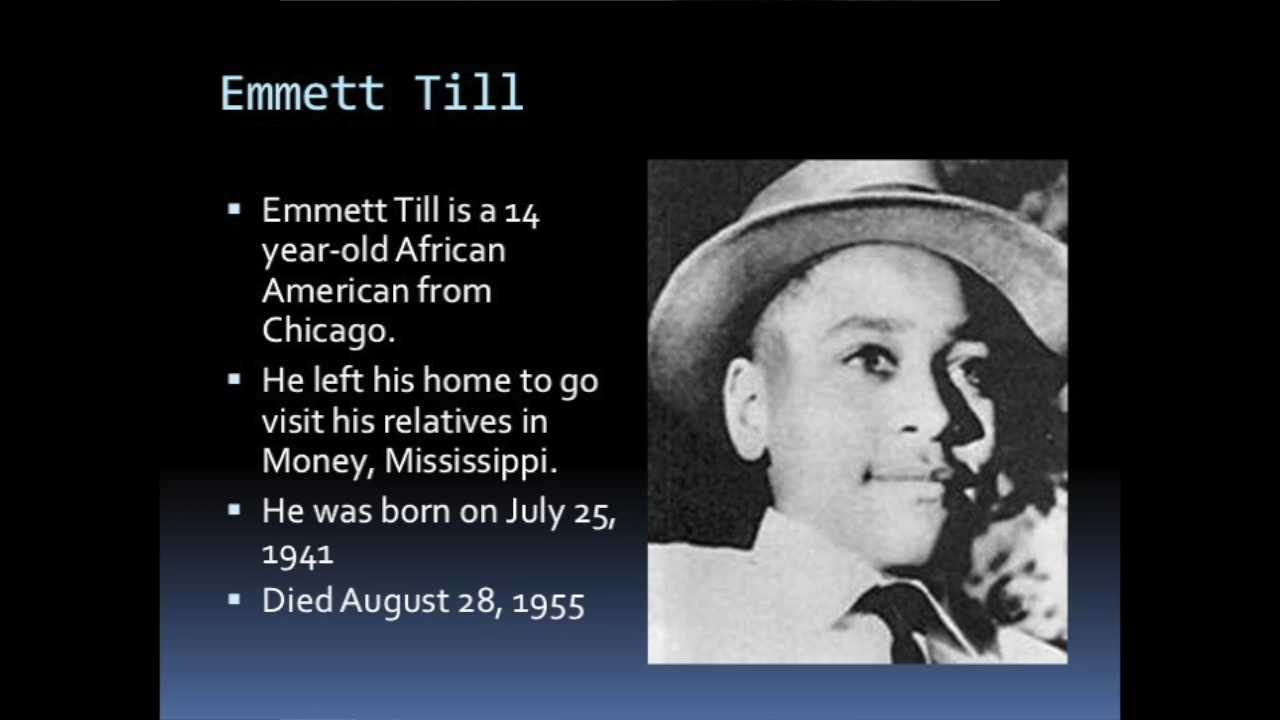 Emmett Till
▪ Emmett Till is a 14
year-old African
American from
Chicago.
▪ He left his home to go
visit his relatives in
Money, Mississippi.
▪ He was born on July 25,
1941
▪ Died August 28, 1955